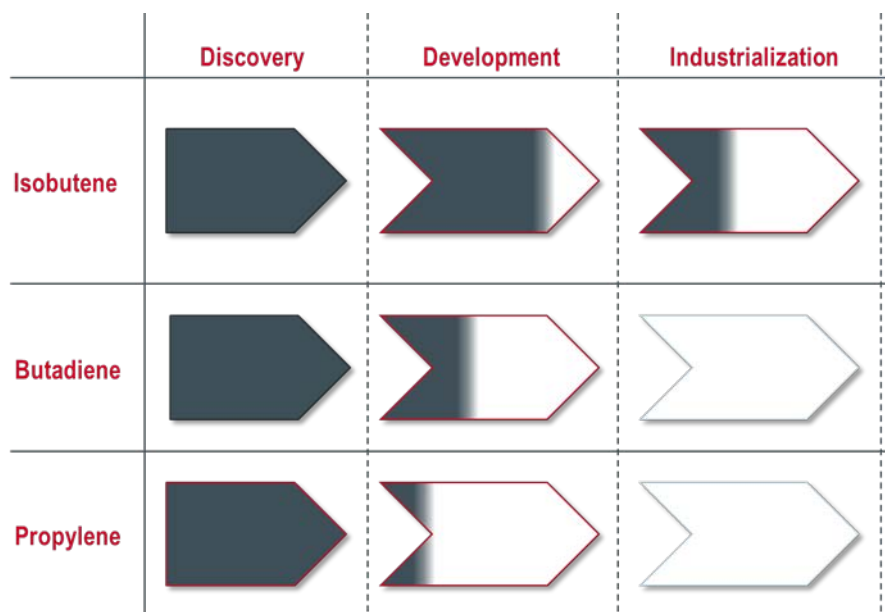 Discovery Development Industrialization
Isobutene
Butadiene
Propylene